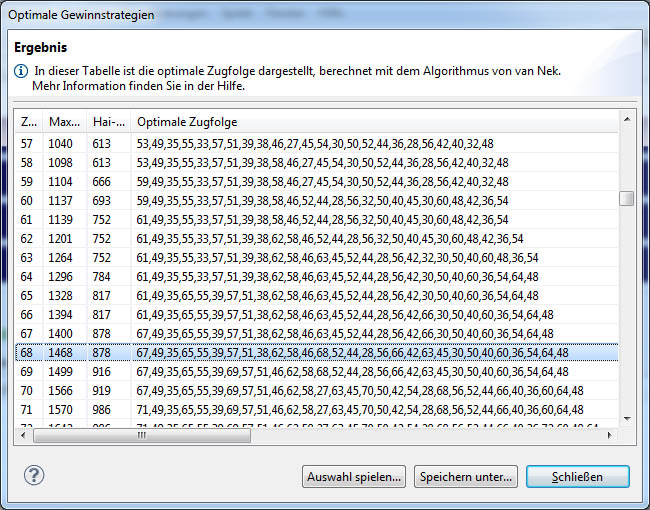 Optimale Gewinnstrategien
Ergebnis
In dieser Tabelle ist die optimale Zugfolge dargestellt, berechnet mit dem Algorithmus von van Nek.
Mehr Information finden Sie in der Hilfe.
Z... Max... Hai-... Optimale Zugfolge
57 1040 613 53,49,35,55,33,57,51,39,38,46,27,45,54,30,50,52,44,36,28,56,42,40,32,48
58 1098 613 53,49,35,55,33,57,51,39,38,58,46,27,45,54,30,50,52,44,36,28,56,42,40,32,48
59 1104 666 59,49,35,55,33,57,51,39,38,58,46,27,45,54,30,50,52,44,36,28,56,42,40,32,48
60 1137 693 59,49,35,55,33,57,51,39,38,58,46,52,44,28,56,32,50,40,45,30,60,48,42,36,54
61 1139 752 61,49,35,55,33,57,51,39,38,58,46,52,44,28,56,32,50,40,45,30,60,48,42,36,54
62 1201 752 61,49,35,55,33,57,51,39,38,62,58,46,52,44,28,56,32,50,40,45,30,60,48,42,36,54
63 1264 752 61,49,35,55,33,57,51,39,38,62,58,46,63,45,52,44,28,56,42,32,30,50,40,60,48,36,54
64 1296 784 61,49,35,55,33,57,51,39,38,62,58,46,63,45,52,44,28,56,42,30,50,40,60,36,54,64,48
65 1328 817 61,49,35,65,55,39,57,51,38,62,58,46,63,45,52,44,28,56,42,30,50,40,60,36,54,64,48
66 1394 817 61,49,35,65,55,39,57,51,38,62,58,46,63,45,52,44,28,56,42,66,30,50,40,60,36,54,64,48
67 1400 878 67,49,35,65,55,39,57,51,38,62,58,46,63,45,52,44,28,56,42,66,30,50,40,60,36,54,64,48
68 1468 878 67,49,35,65,55,39,57,51,38,62,58,46,68,52,44,28,56,66,42,63,45,30,50,40,60,36,54,64,48
69 1499 916 67,49,35,65,55,39,69,57,51,46,62,58,68,52,44,28,56,66,42,63,45,30,50,40,60,36,54,64,48
70 1566 919 67,49,35,65,55,39,69,57,51,46,62,58,27,63,45,70,50,42,54,28,68,56,52,44,66,40,36,60,64,48
71 1570 986 71,49,35,65,55,39,69,57,51,46,62,58,27,63,45,70,50,42,54,28,68,56,52,44,66,40,36,60,64,48
Auswahl spielen... Speichern unter... Schließen